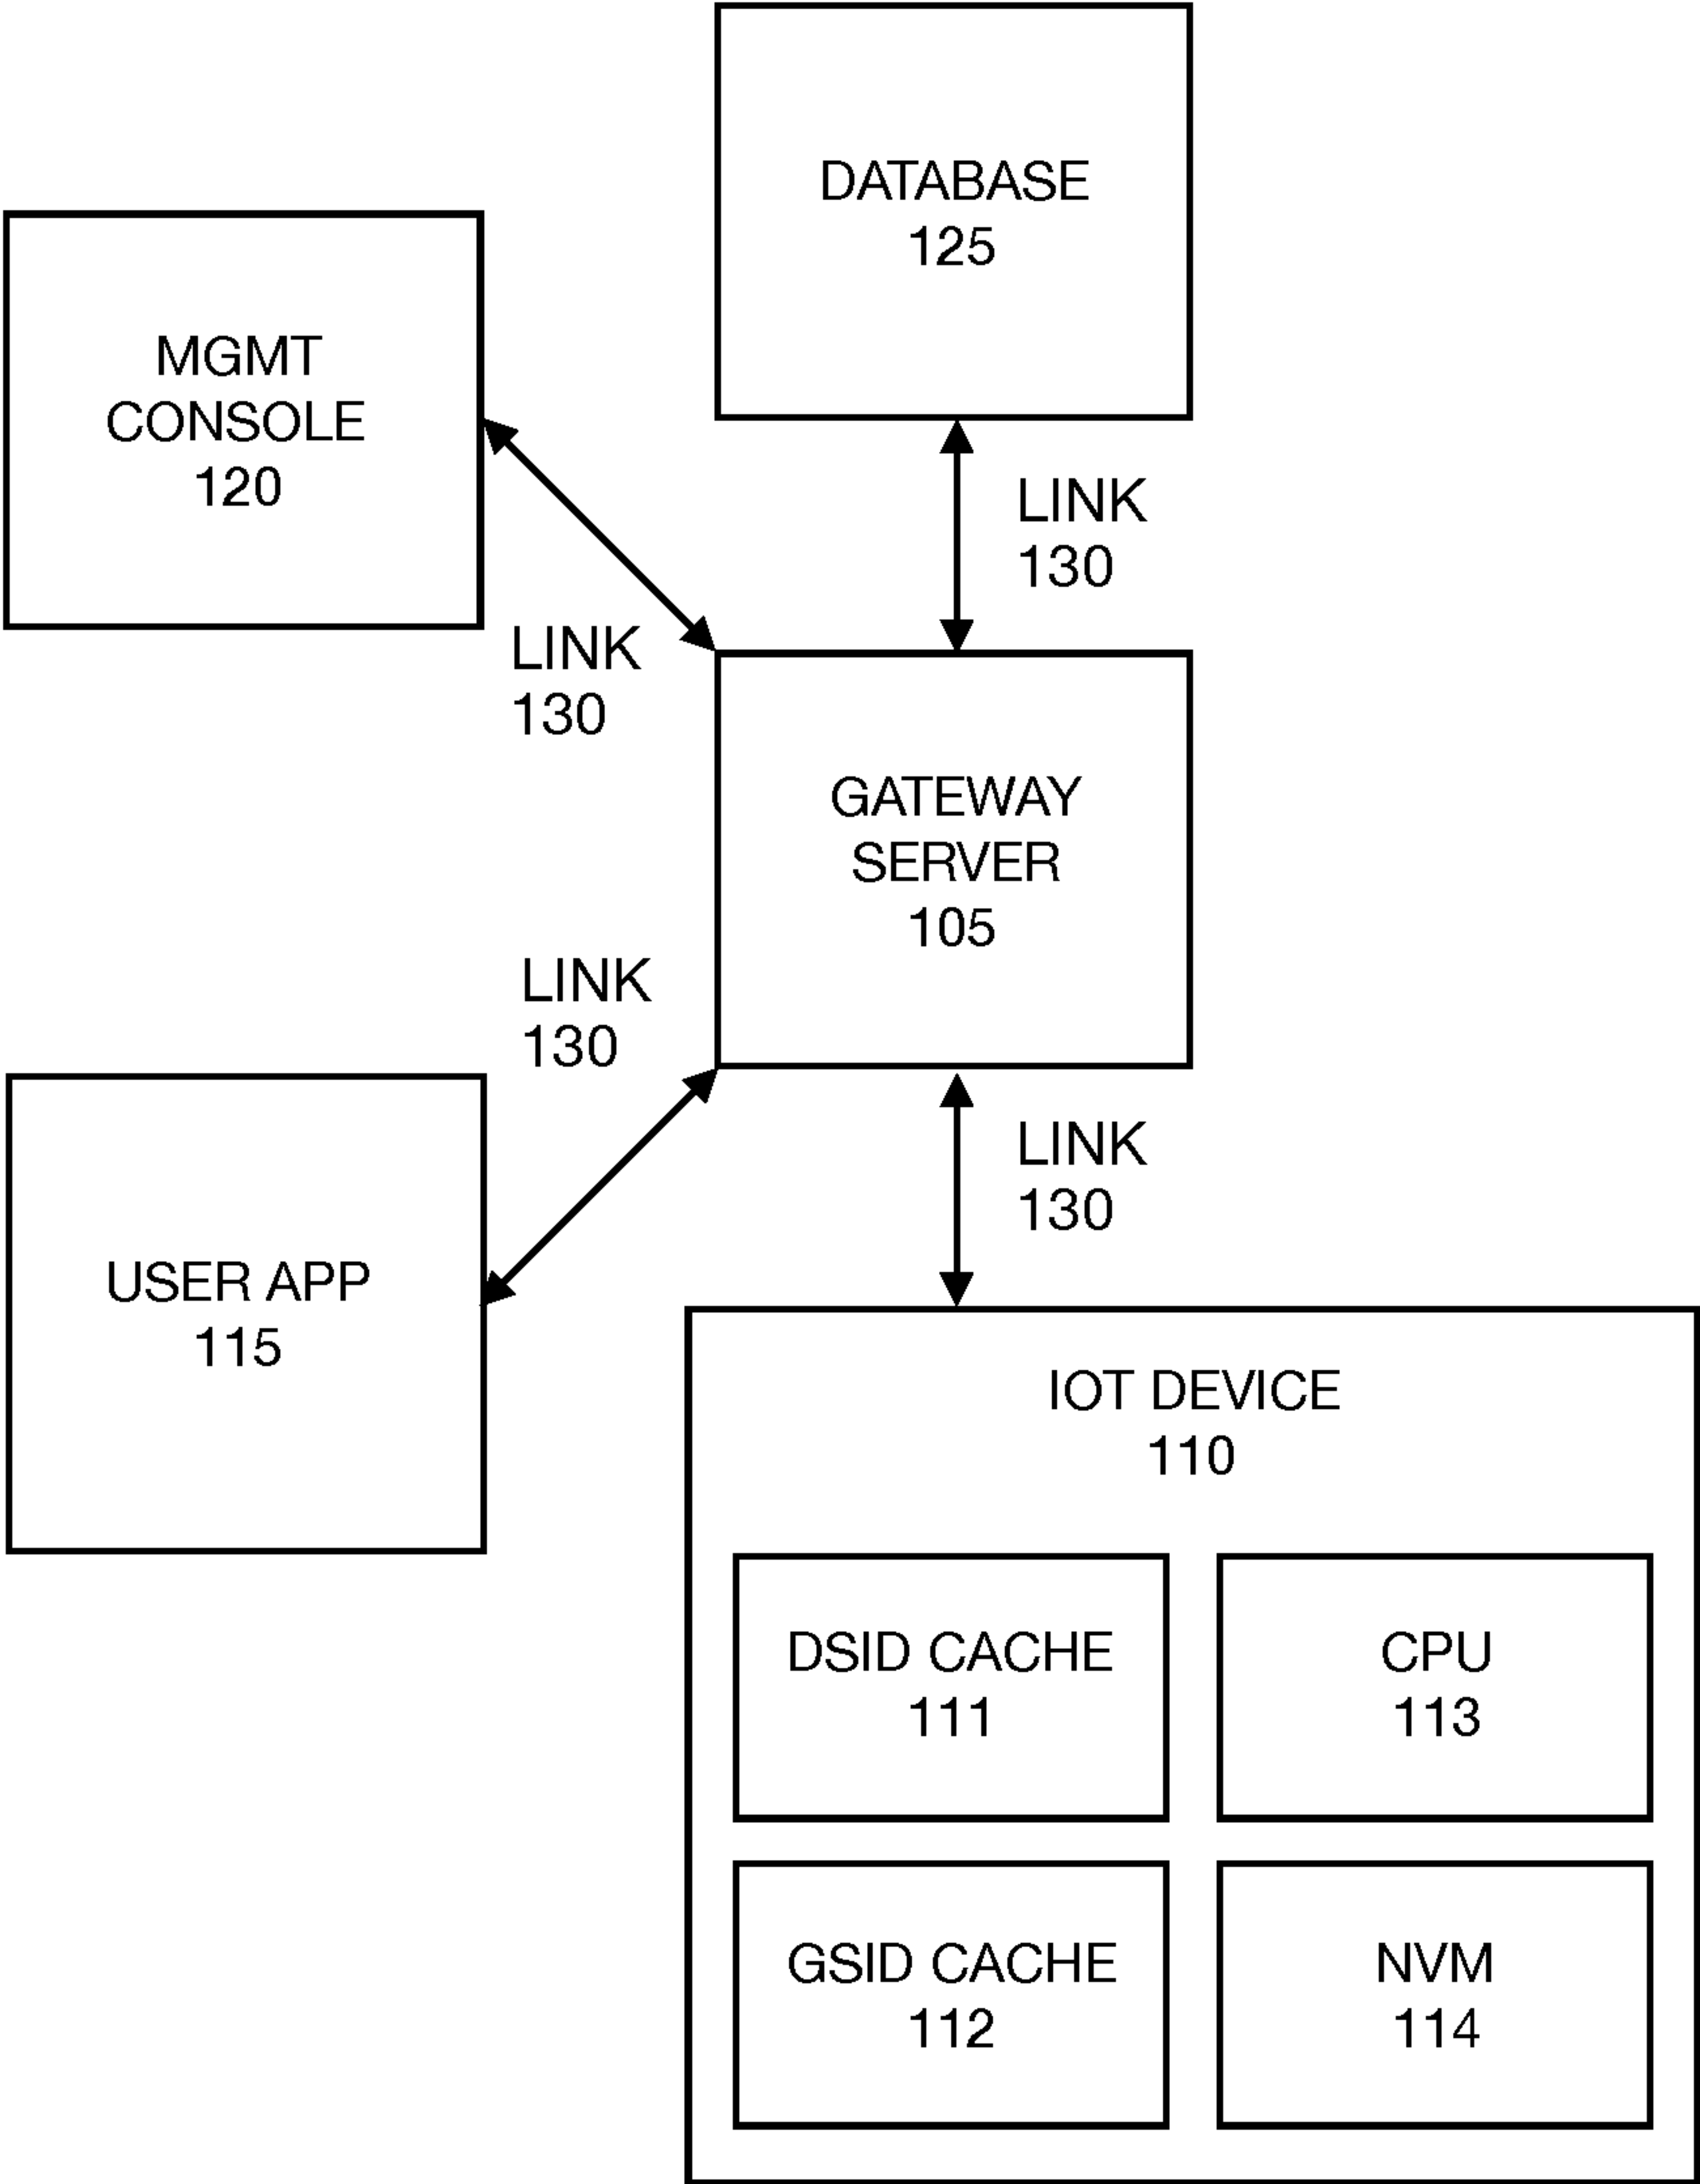 DATABASE
125
MGMT
CONSOLE
120
LINK
130
LINK
130
GATEWAY
SERVER
105
LINK
130
LINK
130
USER APP
115
IOT DEVICE
110
DSID CACHE
111
CPU
113
GSID CACHE
112
NVM
114